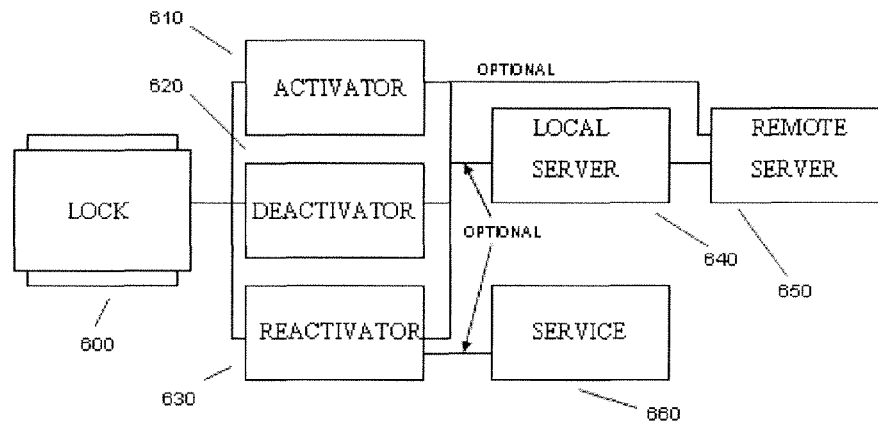 610
ACTIVATOR
OPTIONAL
620
LOCAL
SERVER
REMOTE
SERVER
LOCK
DEACTIVATOR
OPTIONAL
640
650
600
REACTIVATOR
SERVICE
630
660